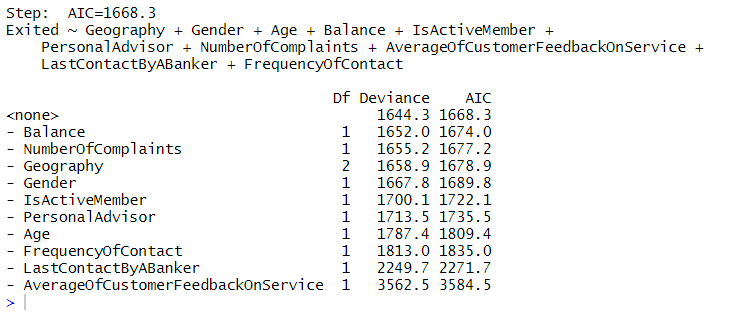 Step:  AIC=1668.3
Exited ~ Geography + Gender + Age + Balance + IsActiveMember +
    PersonalAdvisor + NumberOfComplaints + AverageOfCustomerFeedbackOnService +
    LastContactByABanker + FrequencyOfContact
                                     Df Deviance    AIC
<none>                                    1644.3 1668.3
- Balance                             1   1652.0 1674.0
- NumberOfComplaints                  1   1655.2 1677.2
- Geography                           2   1658.9 1678.9
- Gender                              1   1667.8 1689.8
- IsActiveMember                      1   1700.1 1722.1
- PersonalAdvisor                     1   1713.5 1735.5
- Age                                 1   1787.4 1809.4
- FrequencyOfContact                  1   1813.0 1835.0
- LastContactByABanker                1   2249.7 2271.7
- AverageOfCustomerFeedbackOnService  1   3562.5 3584.5
>